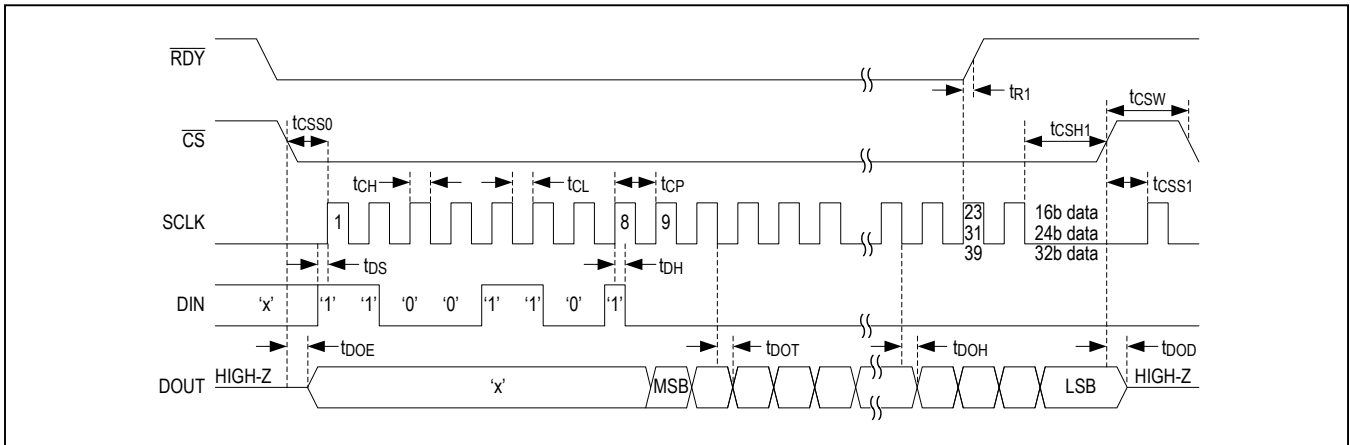 RDY
tR1
tCSW
tCSS0
tCSH1
CS
tCH
tCL
tCP
tCSS1
SCLK
1
8
9
23
16b data
31
24b data
39
32b data
tDS
tDH
DIN
‘x’
‘1’
‘1’
‘0’
‘0’
‘1’
‘1’
‘0’
‘1’
tDOE
tDOT
tDOH
tDOD
DOUT
HIGH-Z
‘x’
MSB
LSB
HIGH-Z